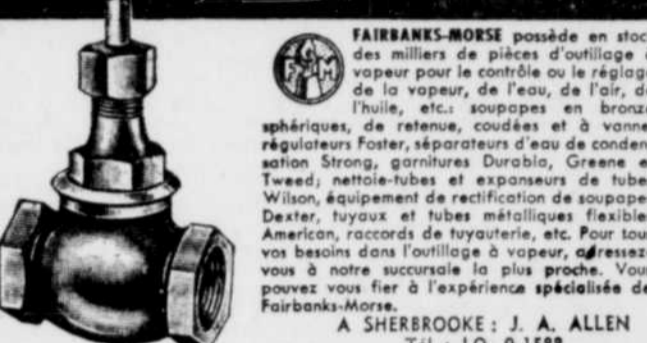 FAIRBANKS-MORSE possède en stoc
des milliers de pièces d'outillage
vapeur pour le contrôle ou le réglag
de la vapeur, de l'eau, de l'air, d
l'huile, etc.: soupapes en bronz
sphériques, de retenue, coudées et à vanne
régulateurs Foster, séparateurs d'eau de conden
sation Strong, garnitures Durabla, Greene e
Tweed; nettoie-tubes et expanseurs de tube
Wilson, équipement de rectification de soupape
Dexter, tuyaux et tubes métalliques flexible
American, raccords de tuyauterie, etc. Pour tous
vos besoins dans l'outillage à vapeur, adressez-
vous à notre succursale la plus proche. Vous
pouvez vous fier à l'expérience spécialisée de
Fairbanks-Morse.
A SHERBROOKE: J. A. ALLEN